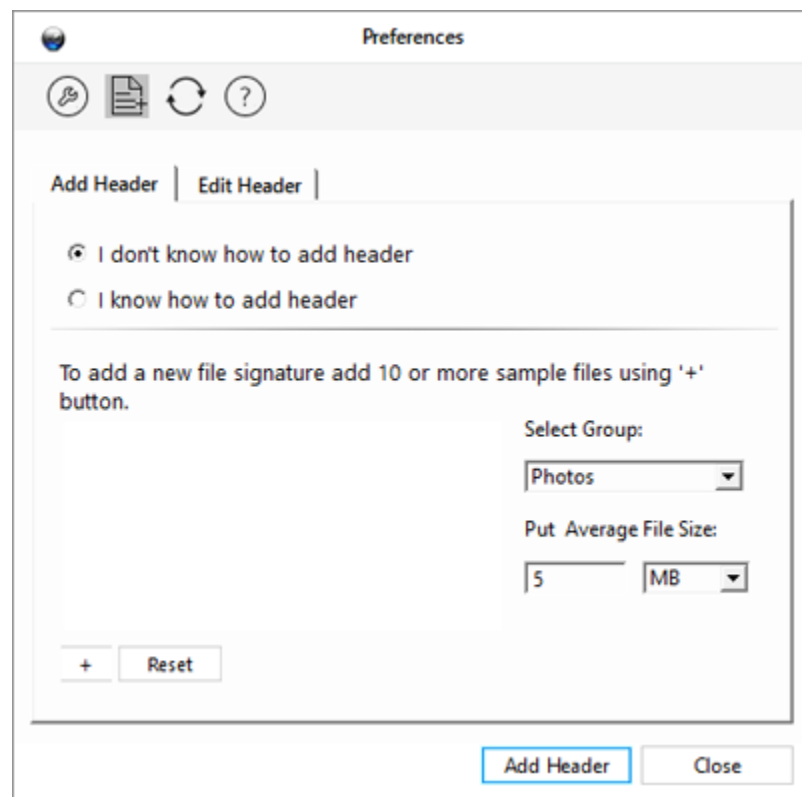 Preferences
?
Add Header
Edit Header
I don't know how to add header
I know how to add header
To add a new file signature add 10 or more sample files using '+'
button.
Select Group:
Photos
Put Average File Size:
5
MB
+
Reset
Add Header
Close